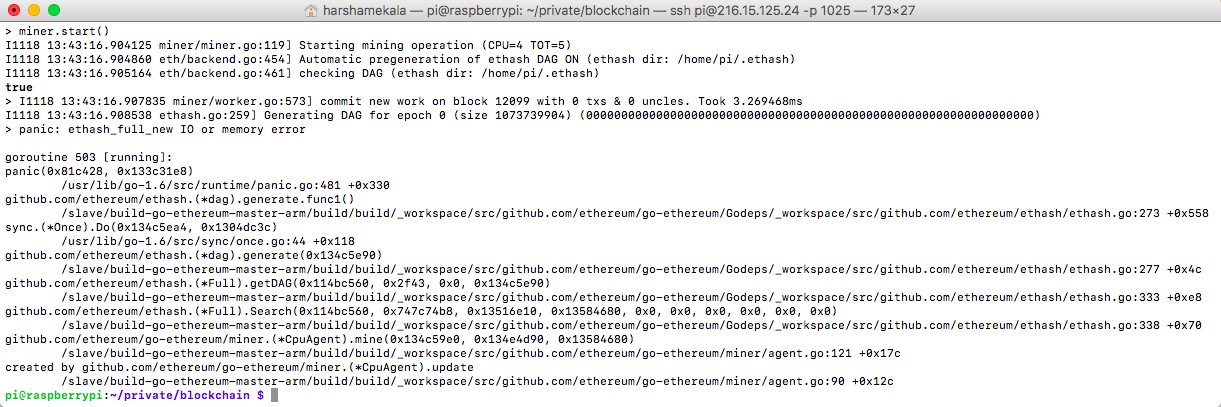 harshamekala — pi@raspberrypi: ~/private/blockchain — ssh pi@216.15.125.24 -p 1025 — 173×27
> miner.start()
I1118 13:43:16.904125 miner/miner.go:119] Starting mining operation (CPU=4 TOT=5)
I1118 13:43:16.904860 eth/backend.go:454] Automatic pregeneration of ethash DAG ON (ethash dir: /home/pi/.ethash)
I1118 13:43:16.905164 eth/backend.go:461] checking DAG (ethash dir: /home/pi/.ethash)
true
> I1118 13:43:16.907835 miner/worker.go:573] commit new work on block 12099 with 0 txs & 0 uncles. Took 3.269468ms
I1118 13:43:16.908538 ethash.go:259] Generating DAG for epoch 0 (size 1073739904) (0000000000000000000000000000000000000000000000000000000000000000)
> panic: ethash_full_new IO or memory error
goroutine 503 [running]:
panic(0x81c428, 0x133c31e8)
/usr/lib/go-1.6/src/runtime/panic.go:481 +0x330
github.com/ethereum/ethash.(*dag).generate.func1()
/slave/build-go-ethereum-master-arm/build/build/_workspace/src/github.com/ethereum/go-ethereum/Godeps/_workspace/src/github.com/ethereum/ethash/ethash.go:273 +0x558
sync.(*Once).Do(0x134c5ea4, 0x1304dc3c)
/usr/lib/go-1.6/src/sync/once.go:44 +0x118
github.com/ethereum/ethash.(*dag).generate(0x134c5e90)
/slave/build-go-ethereum-master-arm/build/build/_workspace/src/github.com/ethereum/go-ethereum/Godeps/_workspace/src/github.com/ethereum/ethash/ethash.go:277 +0x4c
github.com/ethereum/ethash.(*Full).getDAG(0x114bc560, 0x2f43, 0x0, 0x134c5e90)
/slave/build-go-ethereum-master-arm/build/build/_workspace/src/github.com/ethereum/go-ethereum/Godeps/_workspace/src/github.com/ethereum/ethash/ethash.go:333 +0xe8
github.com/ethereum/ethash.(*Full).Search(0x114bc560, 0x747c74b8, 0x13516e10, 0x13584680, 0x0, 0x0, 0x0, 0x0, 0x0)
/slave/build-go-ethereum-master-arm/build/build/_workspace/src/github.com/ethereum/go-ethereum/Godeps/_workspace/src/github.com/ethereum/ethash/ethash.go:338 +0x70
github.com/ethereum/go-ethereum/miner.(*CpuAgent).mine(0x134c59e0, 0x134e4d90, 0x13584680)
/slave/build-go-ethereum-master-arm/build/build/_workspace/src/github.com/ethereum/go-ethereum/miner/agent.go:121 +0x17c
created by github.com/ethereum/go-ethereum/miner.(*CpuAgent).update
/slave/build-go-ethereum-master-arm/build/build/_workspace/src/github.com/ethereum/go-ethereum/miner/agent.go:90 +0x12c
pi@raspberrypi:~/private/blockchain $